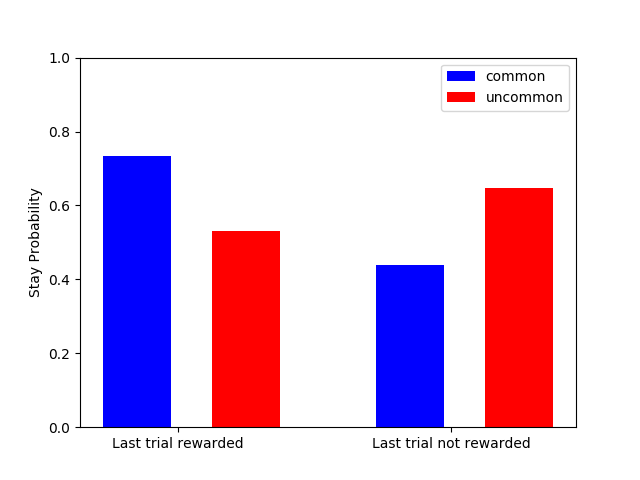 1.0
0.8
0.6
0.4
0.2
0.0
Stay Probability
common
uncommon
Last trial rewarded
Last trial not rewarded